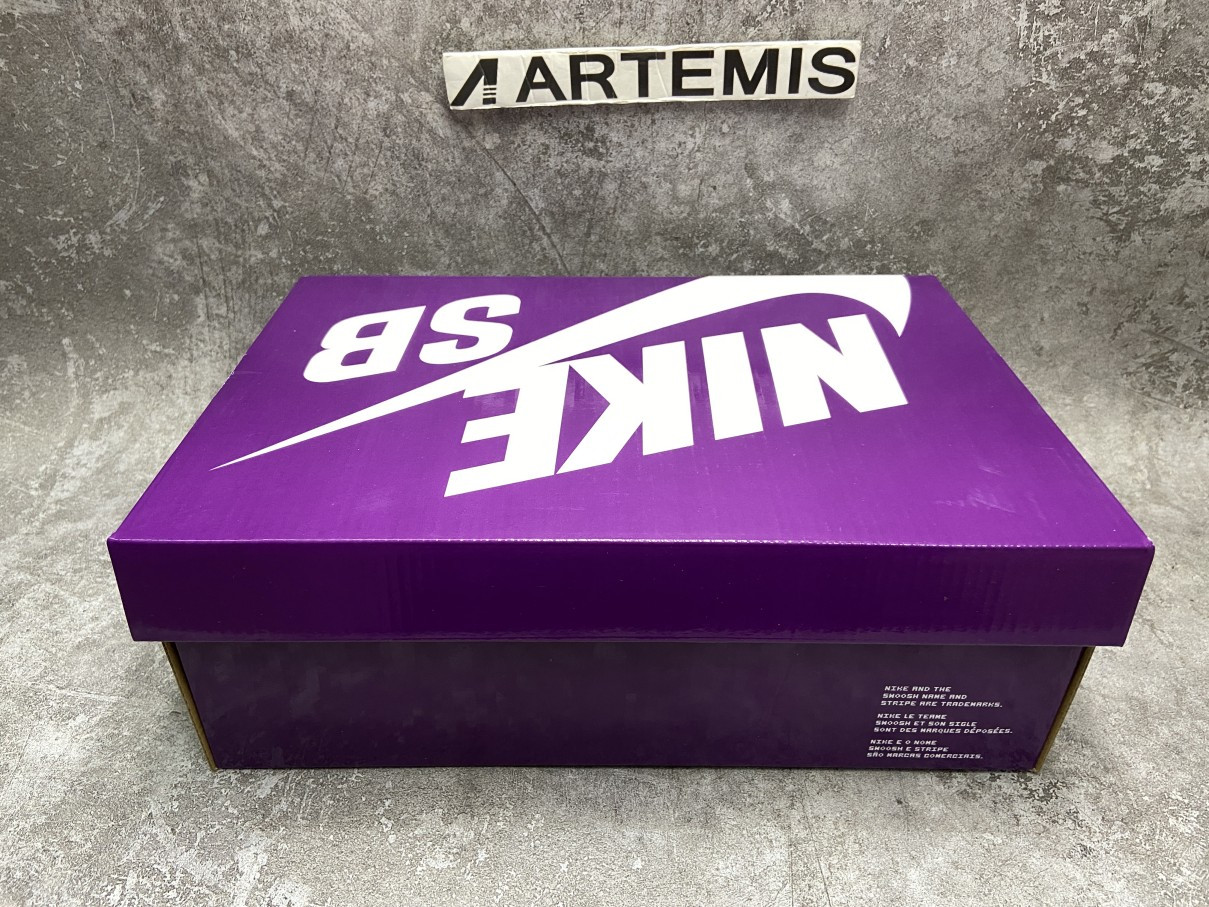 ARTEMIS
NIKE
SB
NIKE AND THE
SWOOSH NAME AND
STRIPE ARE TRADEMARKS.
NIKE LE TERME
SWOOSH ET SON SIGLE
SONT DES MARQUES DÉPOSÉES.
NIKE E O NOME
SWOOSH E STRIPE
SÃO MARCAS COMERCIAIS.